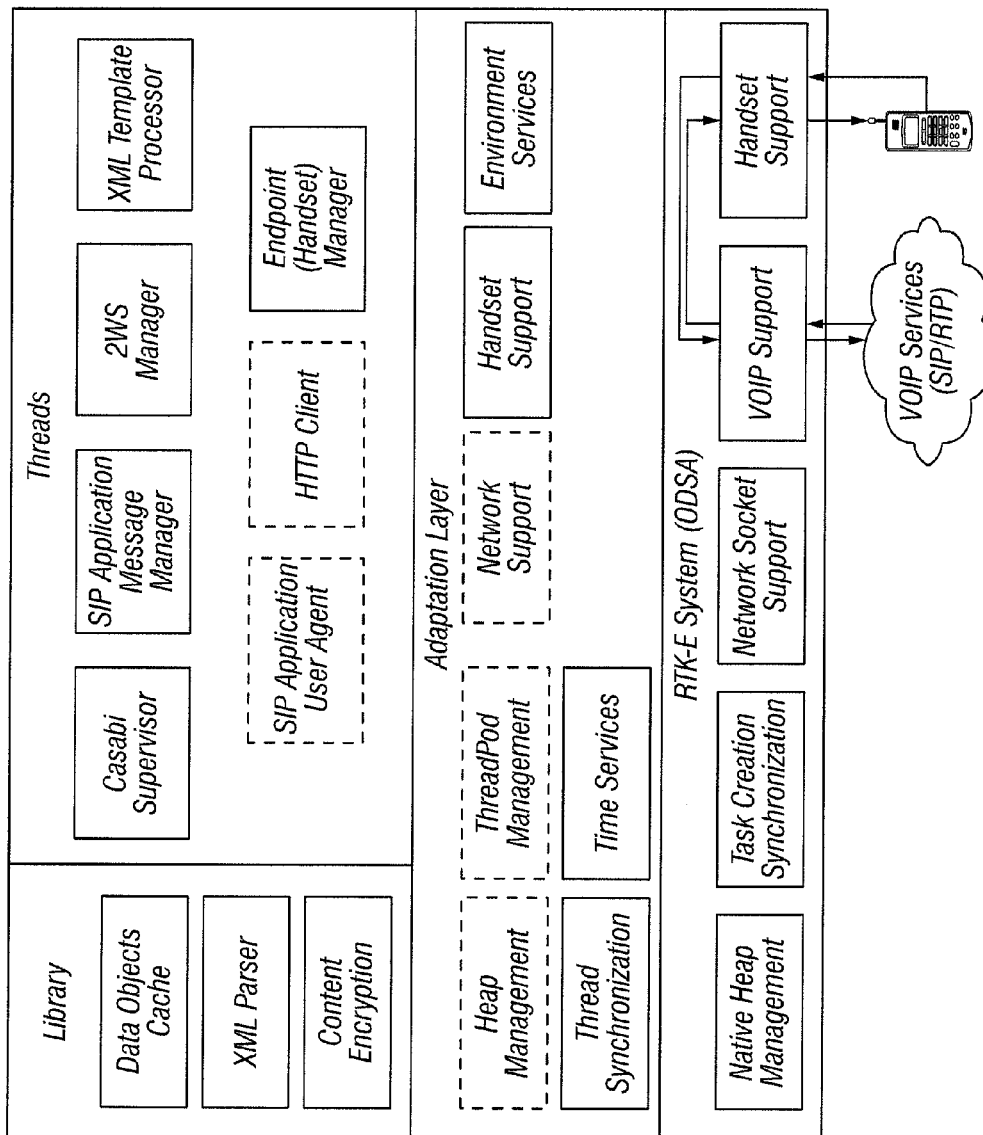 Library
Data Objects
Cache
XML Parser
Content
Encryption
Threads
Casabi
Supervisor
SIP Application
Message
Manager
2WS
Manager
XML Template
Processor
SIP Application
User Agent
HTTP Client
Endpoint
(Handset)
Manager
Adaptation Layer
Heap
Management
ThreadPod
Management
Network
Support
Handset
Support
Environment
Services
Thread
Synchronization
Time Services
RTK-E System (ODSA)
Native Heap
Management
Task Creation
Synchronization
Network Socket
Support
VOIP Support
Handset
Support
VOIP Services
(SIP/RTP)